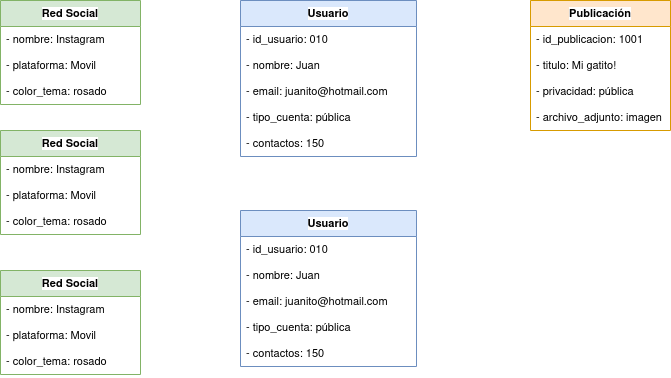 Red Social
- nombre: Instagram
- plataforma: Movil
- color_tema: rosado
Red Social
- nombre: Instagram
- plataforma: Movil
- color_tema: rosado
Red Social
- nombre: Instagram
- plataforma: Movil
- color_tema: rosado
Usuario
- id_usuario: 010
- nombre: Juan
- email: juanito@hotmail.com
- tipo_cuenta: pública
- contactos: 150
Usuario
- id_usuario: 010
- nombre: Juan
- email: juanito@hotmail.com
- tipo_cuenta: pública
- contactos: 150
Publicación
- id_publicacion: 1001
- titulo: Mi gatito!
- privacidad: pública
- archivo_adjunto: imagen